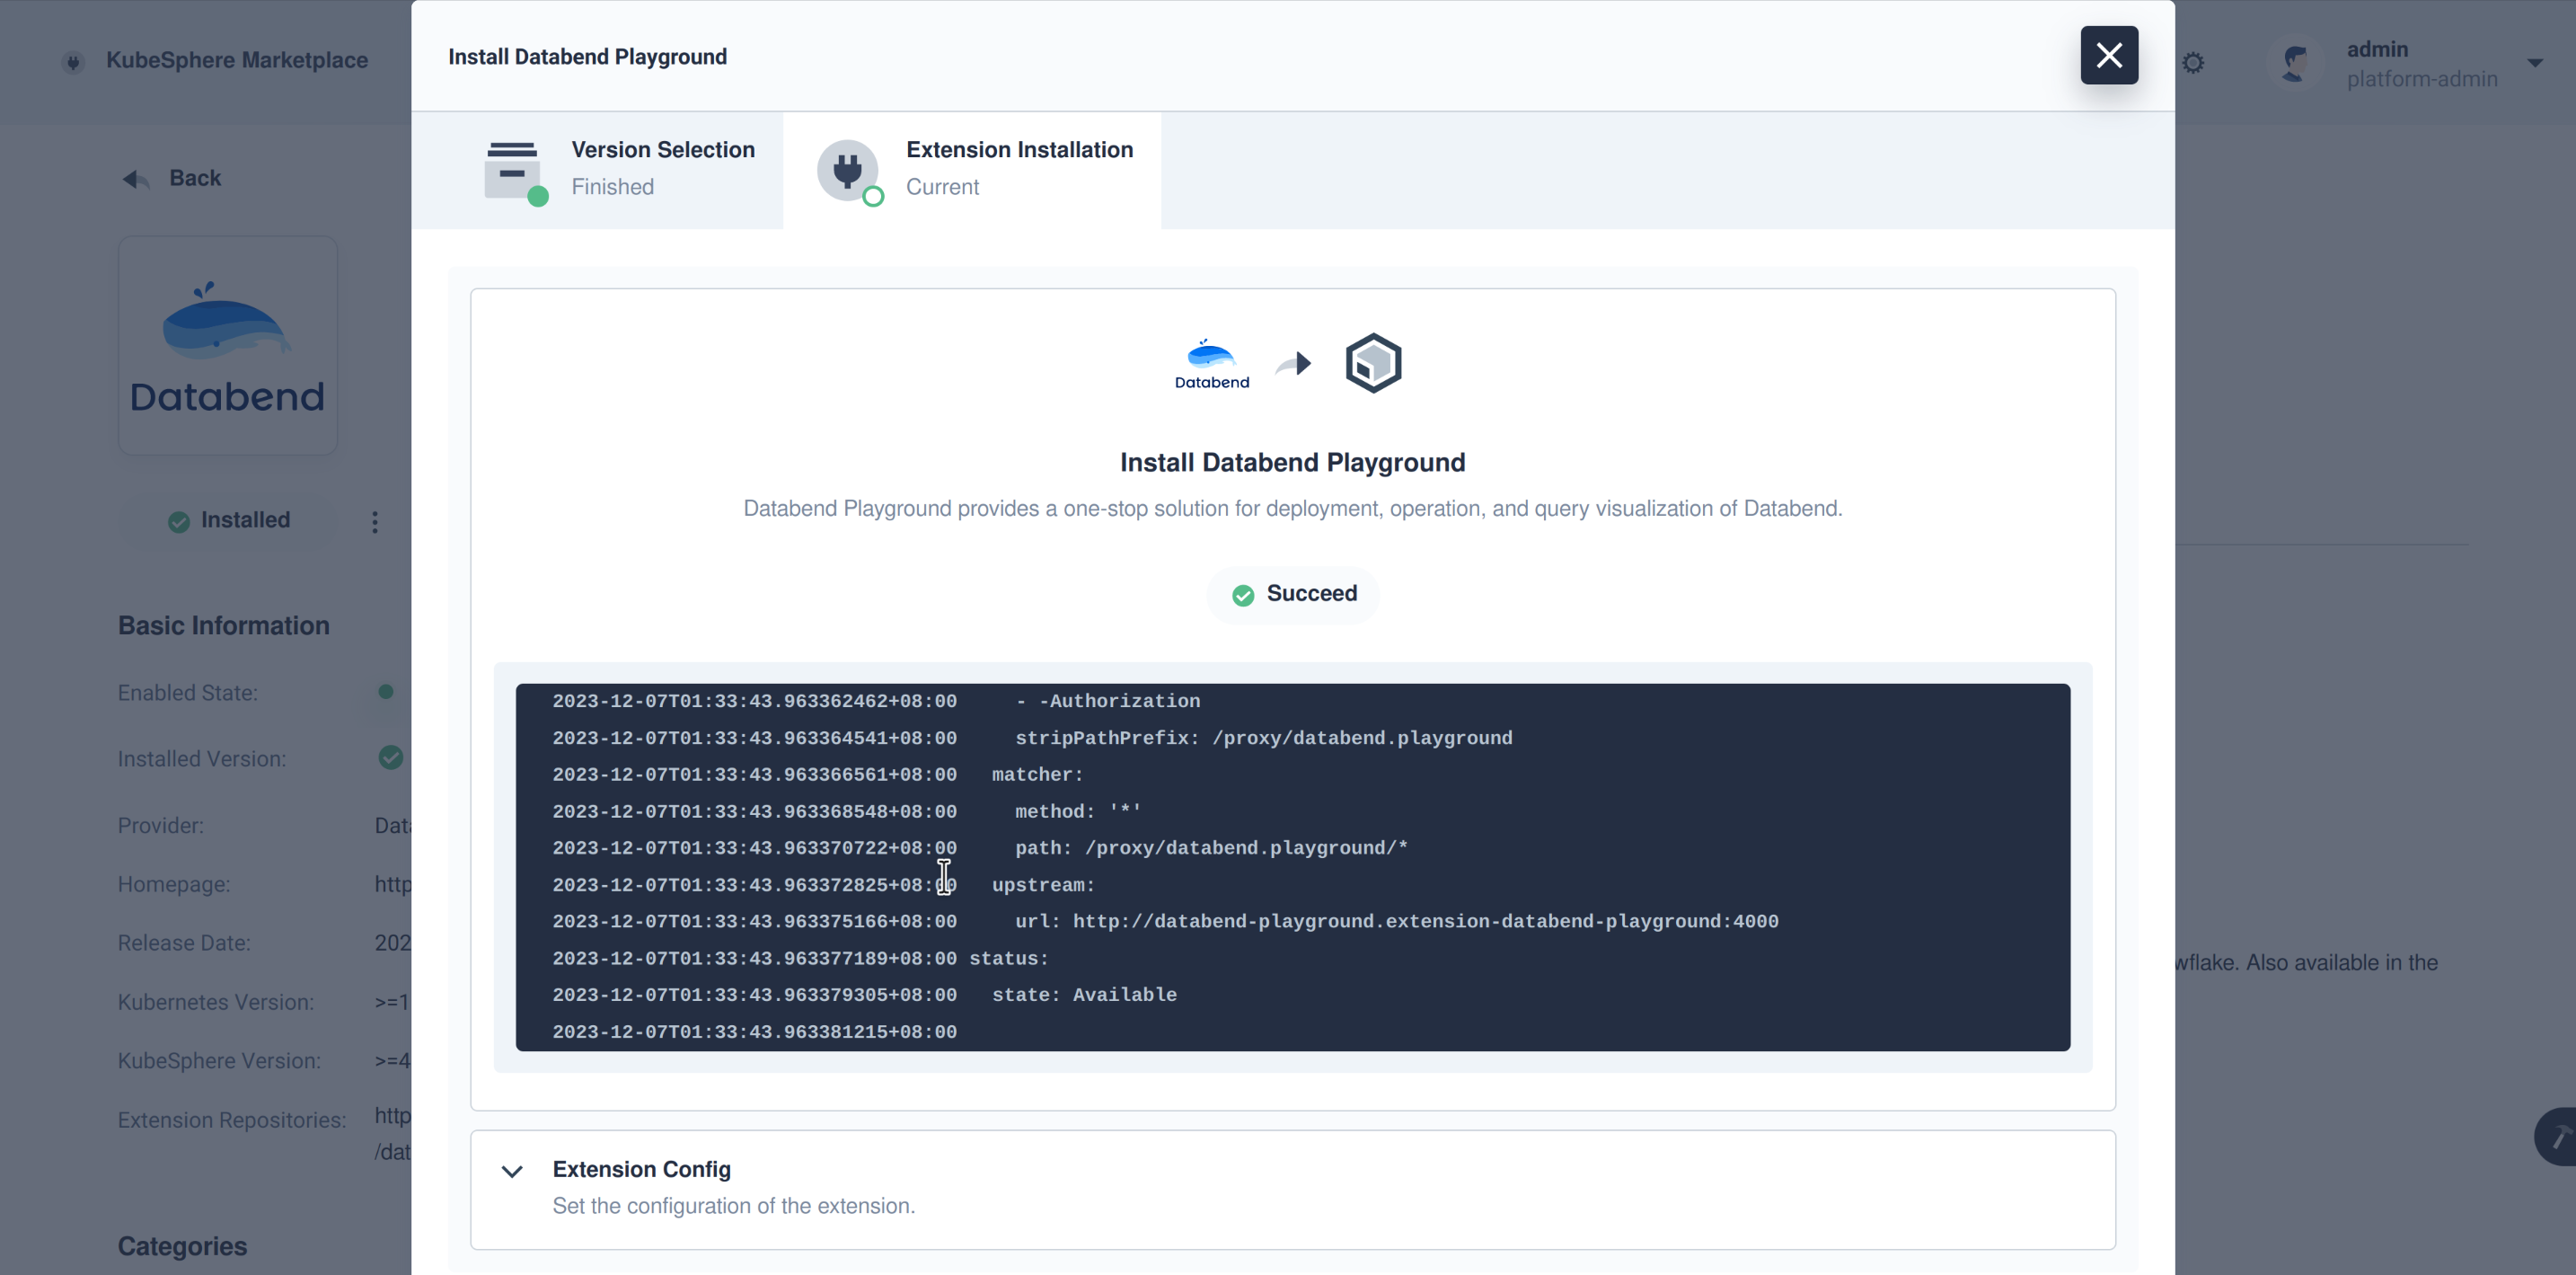 KubeSphere Marketplace
Install Databend Playground
admin
platform-admin
Back
Version Selection
Finished
Extension Installation
Current
Databend
Installed
Databend
Install Databend Playground
Databend Playground provides a one-stop solution for deployment, operation, and query visualization of Databend.
Succeed
Basic Information
Enabled State:
Installed Version:
Provider:
Homepage: http
Release Date: 202
Kubernetes Version: >=1
KubeSphere Version: >=4
Extension Repositories: http
/dat
Categories
2023-12-07T01:33:43.963362462+08:00     - -Authorization
2023-12-07T01:33:43.963364541+08:00     stripPathPrefix: /proxy/databend.playground
2023-12-07T01:33:43.963366561+08:00   matcher:
2023-12-07T01:33:43.963368548+08:00     method: '*'
2023-12-07T01:33:43.963370722+08:00     path: /proxy/databend.playground/*
2023-12-07T01:33:43.963372825+08:00   upstream:
2023-12-07T01:33:43.963375166+08:00     url: http://databend-playground.extension-databend-playground:4000
2023-12-07T01:33:43.963377189+08:00 status:
2023-12-07T01:33:43.963379305+08:00   state: Available
2023-12-07T01:33:43.963381215+08:00
Extension Config
Set the configuration of the extension.
wflake. Also available in the